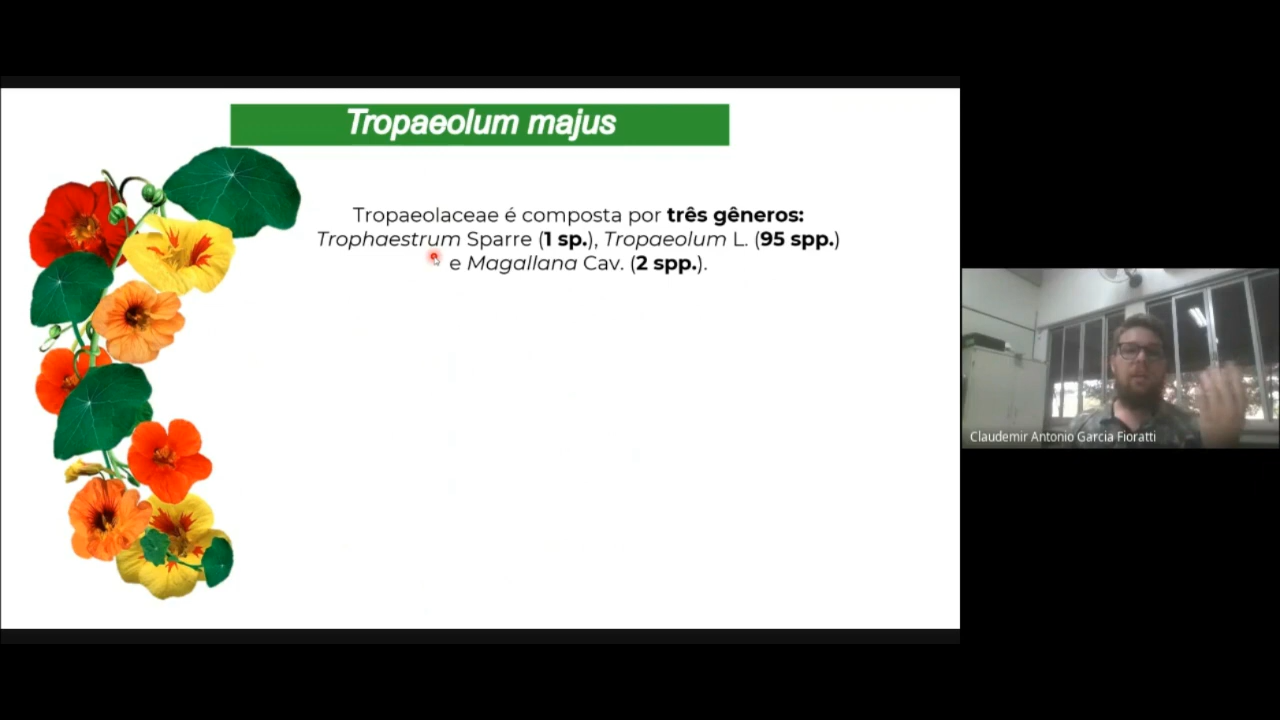 Tropaeolum majus
Tropaeolaceae é composta por três gêneros:
Trophaestrum Sparre (1 sp.), Tropaeolum L. (95 spp.)
e Magallana Cav. (2 spp.).
Claudemir Antonio Garcia Fioratti